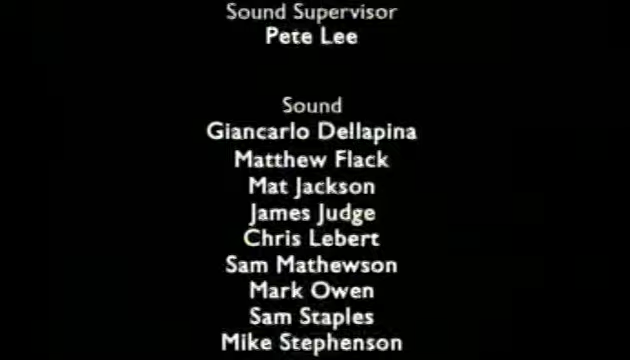 Sound Supervisor
Pete Lee
Sound
Giancarlo Dellapina
Matthew Flack
Mat Jackson
James Judge
Chris Lebert
Sam Mathewson
Mark Owen
Sam Staples
Mike Stephenson